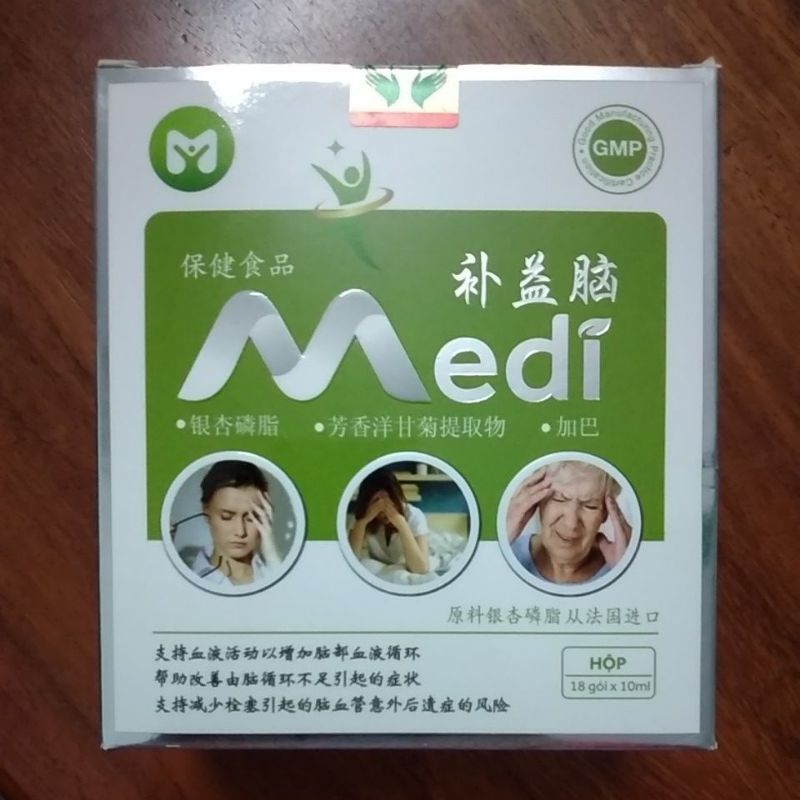 Good Manufacturing Practice Certification
GMP
保健食品
补益脑
Medi
•银杏磷脂 •芳香洋甘菊提取物 •加巴
原料银杏磷脂从法国进口
支持血液活动以增加脑部血液循环
帮助改善由脑循环不足引起的症状
支持减少栓塞引起的脑血管意外后遗症的风险
HỘP
18 gói x 10ml